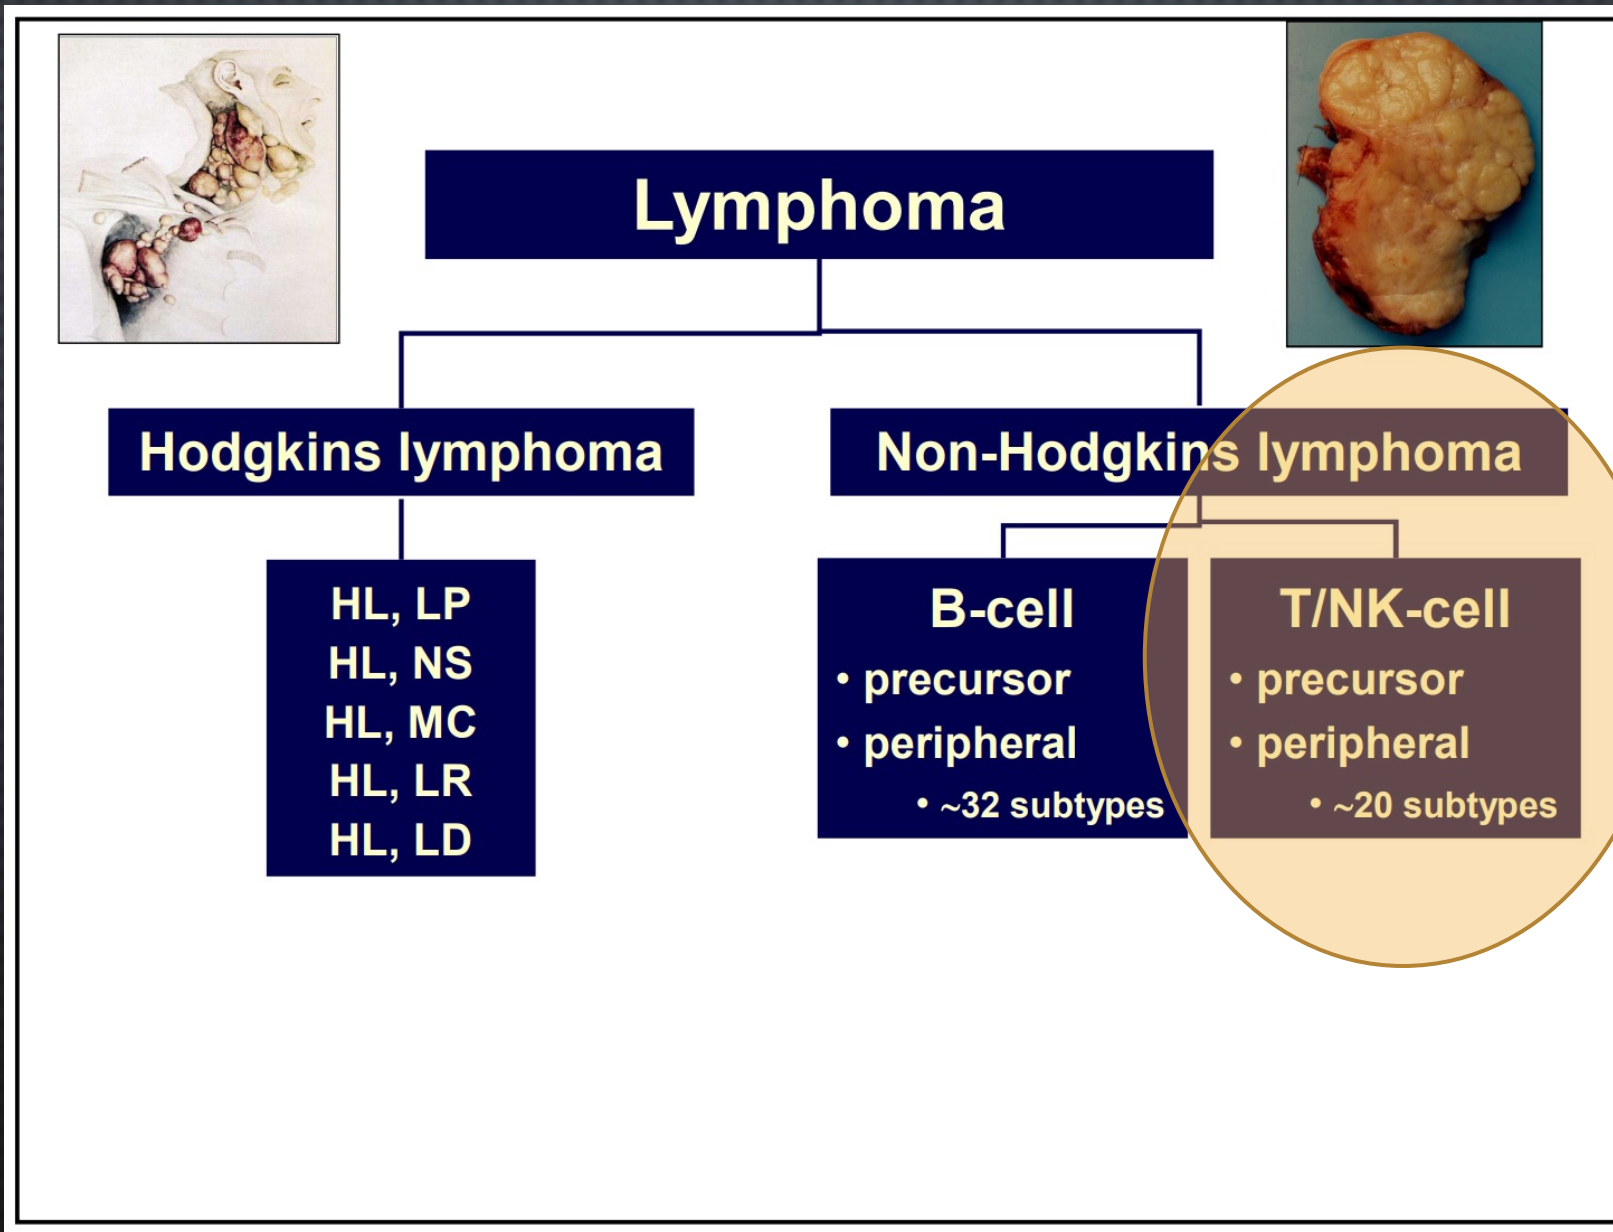 Lymphoma
Hodgkins lymphoma
HL, LP
HL, NS
HL, MC
HL, LR
HL, LD
Non-Hodgkins lymphoma
B-cell
• precursor
• peripheral
• ~32 subtypes
T/NK-cell
• precursor
• peripheral
• ~20 subtypes